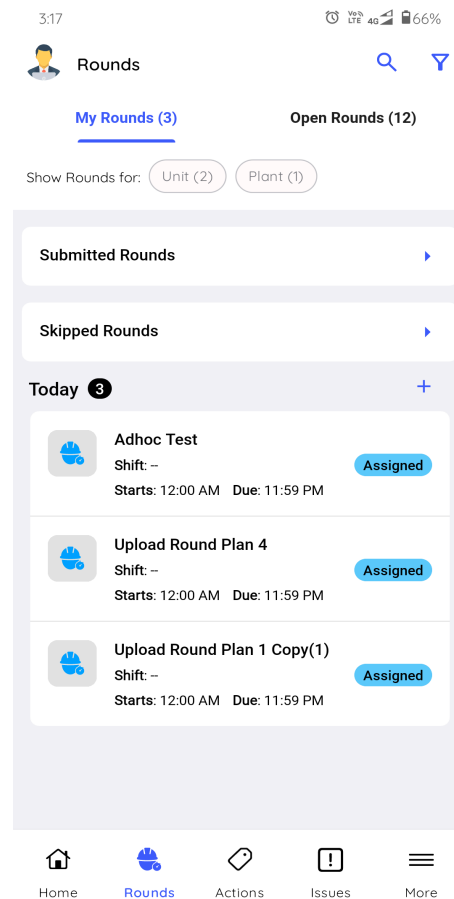 3:17 Vo LTE 4G 66%
Rounds
My Rounds (3) Open Rounds (12)
Show Rounds for: Unit (2) Plant (1)
Submitted Rounds
Skipped Rounds
Today 3 +
Adhoc Test
Shift: --
Assigned
Starts: 12:00 AM Due: 11:59 PM
Upload Round Plan 4
Shift: --
Assigned
Starts: 12:00 AM Due: 11:59 PM
Upload Round Plan 1 Copy(1)
Shift: --
Assigned
Starts: 12:00 AM Due: 11:59 PM
Home Rounds Actions Issues More